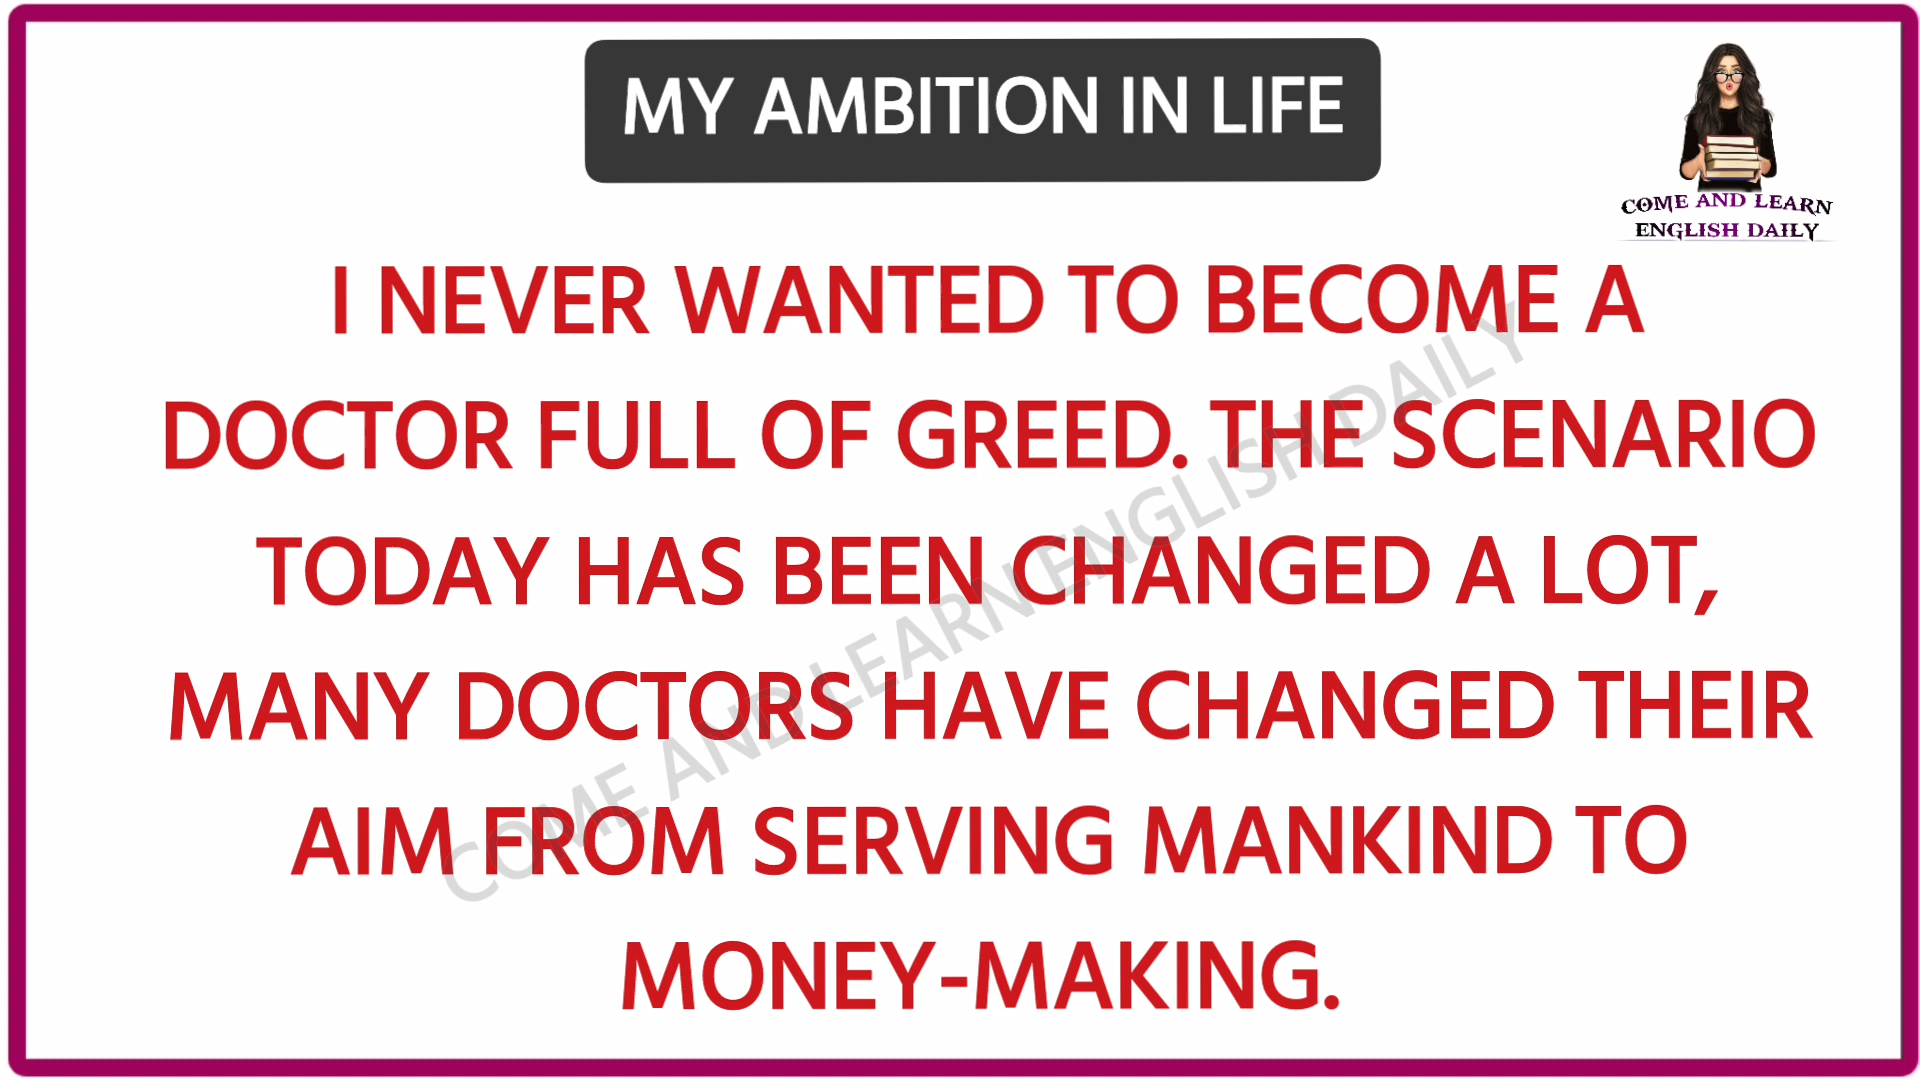 MY AMBITION IN LIFE
COME AND LEARN
ENGLISH DAILY
I NEVER WANTED TO BECOME A
DOCTOR FULL OF GREED. THE SCENARIO
TODAY HAS BEEN CHANGED A LOT,
MANY DOCTORS HAVE CHANGED THEIR
AIM FROM SERVING MANKIND TO
MONEY-MAKING.
COME AND LEARN ENGLISH DAILY